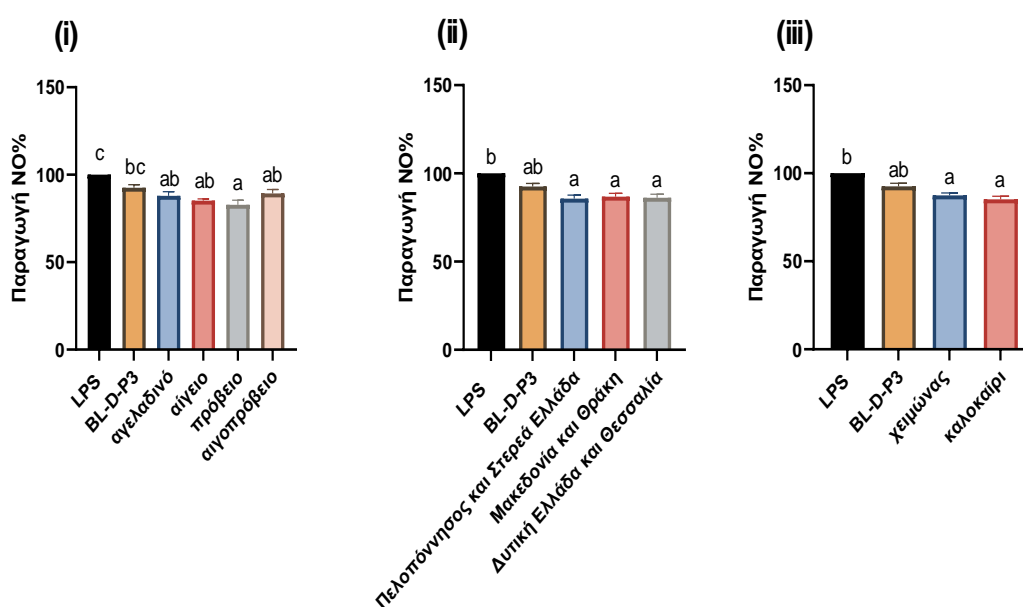 (i)
Παραγωγή NO%
150
100
50
0
c
bc
ab
ab
a
ab
LPS
BL-D-P3
αγελαδινό
αίγειο
πρόβειο
αιγοπρόβειο
(ii)
Παραγωγή NO%
150
100
50
0
b
ab
a
a
a
LPS
BL-D-P3
Πελοπόννησος και Στερεά Ελλάδα
Μακεδονία και Θράκη
Δυτική Ελλάδα και Θεσσαλία
(iii)
Παραγωγή NO%
150
100
50
0
b
ab
a
a
LPS
BL-D-P3
χειμώνας
καλοκαίρι